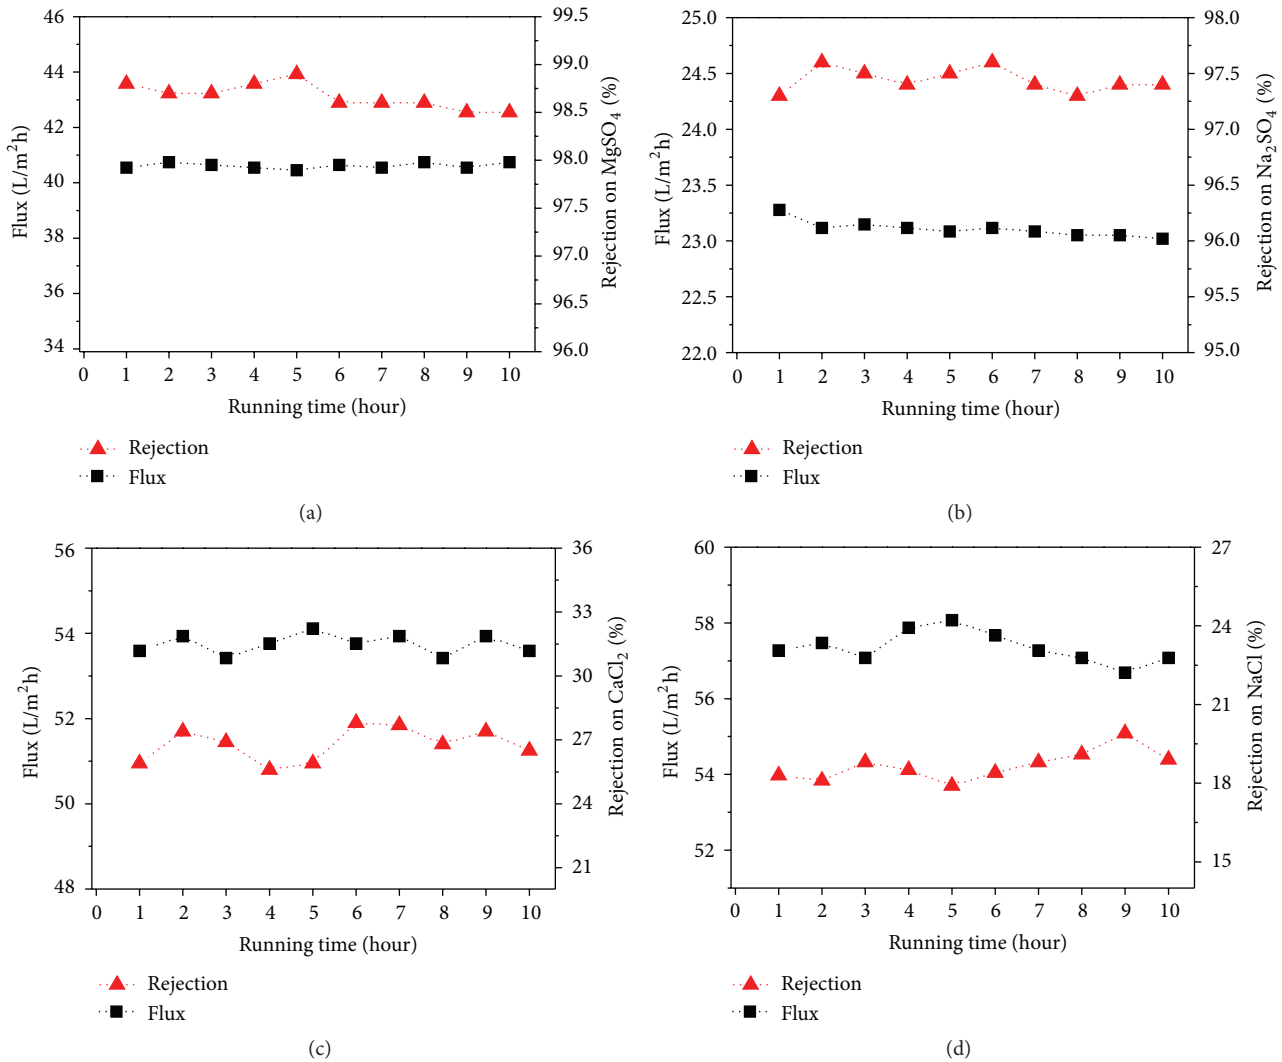 46
44
42
40
38
36
34
Flux (L/m²h)
99.5
99.0
98.5
98.0
97.5
97.0
96.5
96.0
Rejection on MgSO₄ (%)
0 1 2 3 4 5 6 7 8 9 10
Running time (hour)
Rejection
Flux
(a)
25.0
24.5
24.0
23.5
23.0
22.5
22.0
Flux (L/m²h)
98.0
97.5
97.0
96.5
96.0
95.5
95.0
Rejection on Na₂SO₄ (%)
0 1 2 3 4 5 6 7 8 9 10
Running time (hour)
Rejection
Flux
(b)
56
54
52
50
48
Flux (L/m²h)
36
33
30
27
24
21
Rejection on CaCl₂ (%)
0 1 2 3 4 5 6 7 8 9 10
Running time (hour)
Rejection
Flux
(c)
60
58
56
54
52
Flux (L/m²h)
27
24
21
18
15
Rejection on NaCl (%)
0 1 2 3 4 5 6 7 8 9 10
Running time (hour)
Rejection
Flux
(d)